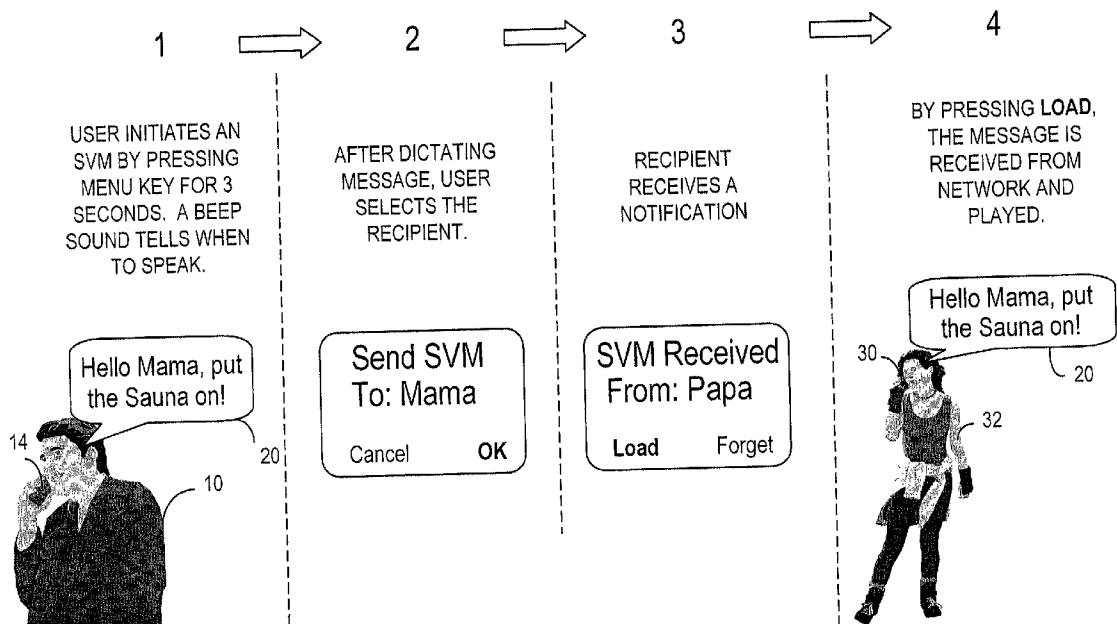 1
2
3
4
USER INITIATES AN
SVM BY PRESSING
MENU KEY FOR 3
SECONDS. A BEEP
SOUND TELLS WHEN
TO SPEAK.
AFTER DICTATING
MESSAGE, USER
SELECTS THE
RECIPIENT.
RECIPIENT
RECEIVES A
NOTIFICATION
BY PRESSING LOAD,
THE MESSAGE IS
RECEIVED FROM
NETWORK AND
PLAYED.
Hello Mama, put
the Sauna on!
14
20
10
Send SVM
To: Mama
Cancel OK
SVM Received
From: Papa
Load Forget
Hello Mama, put
the Sauna on!
30
20
32